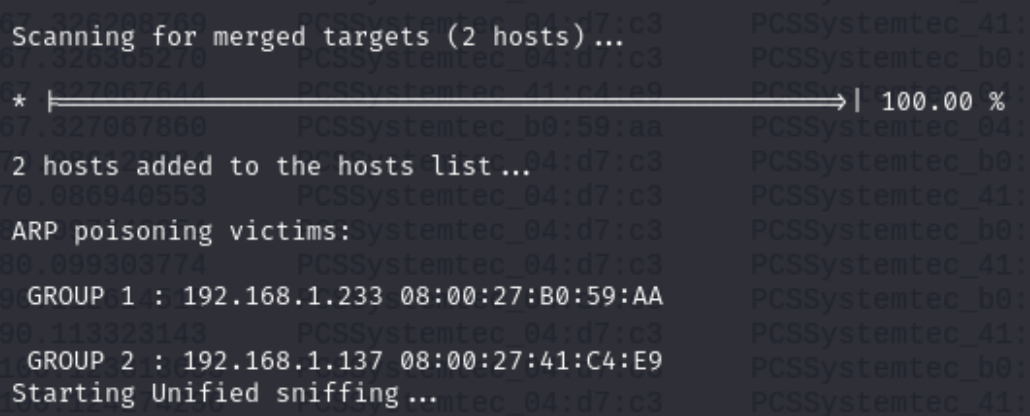 Scanning for merged targets (2 hosts)...
* |==================================================>| 100.00 %
2 hosts added to the hosts list...
ARP poisoning victims:
GROUP 1 : 192.168.1.233 08:00:27:B0:59:AA
GROUP 2 : 192.168.1.137 08:00:27:41:C4:E9
Starting Unified sniffing...